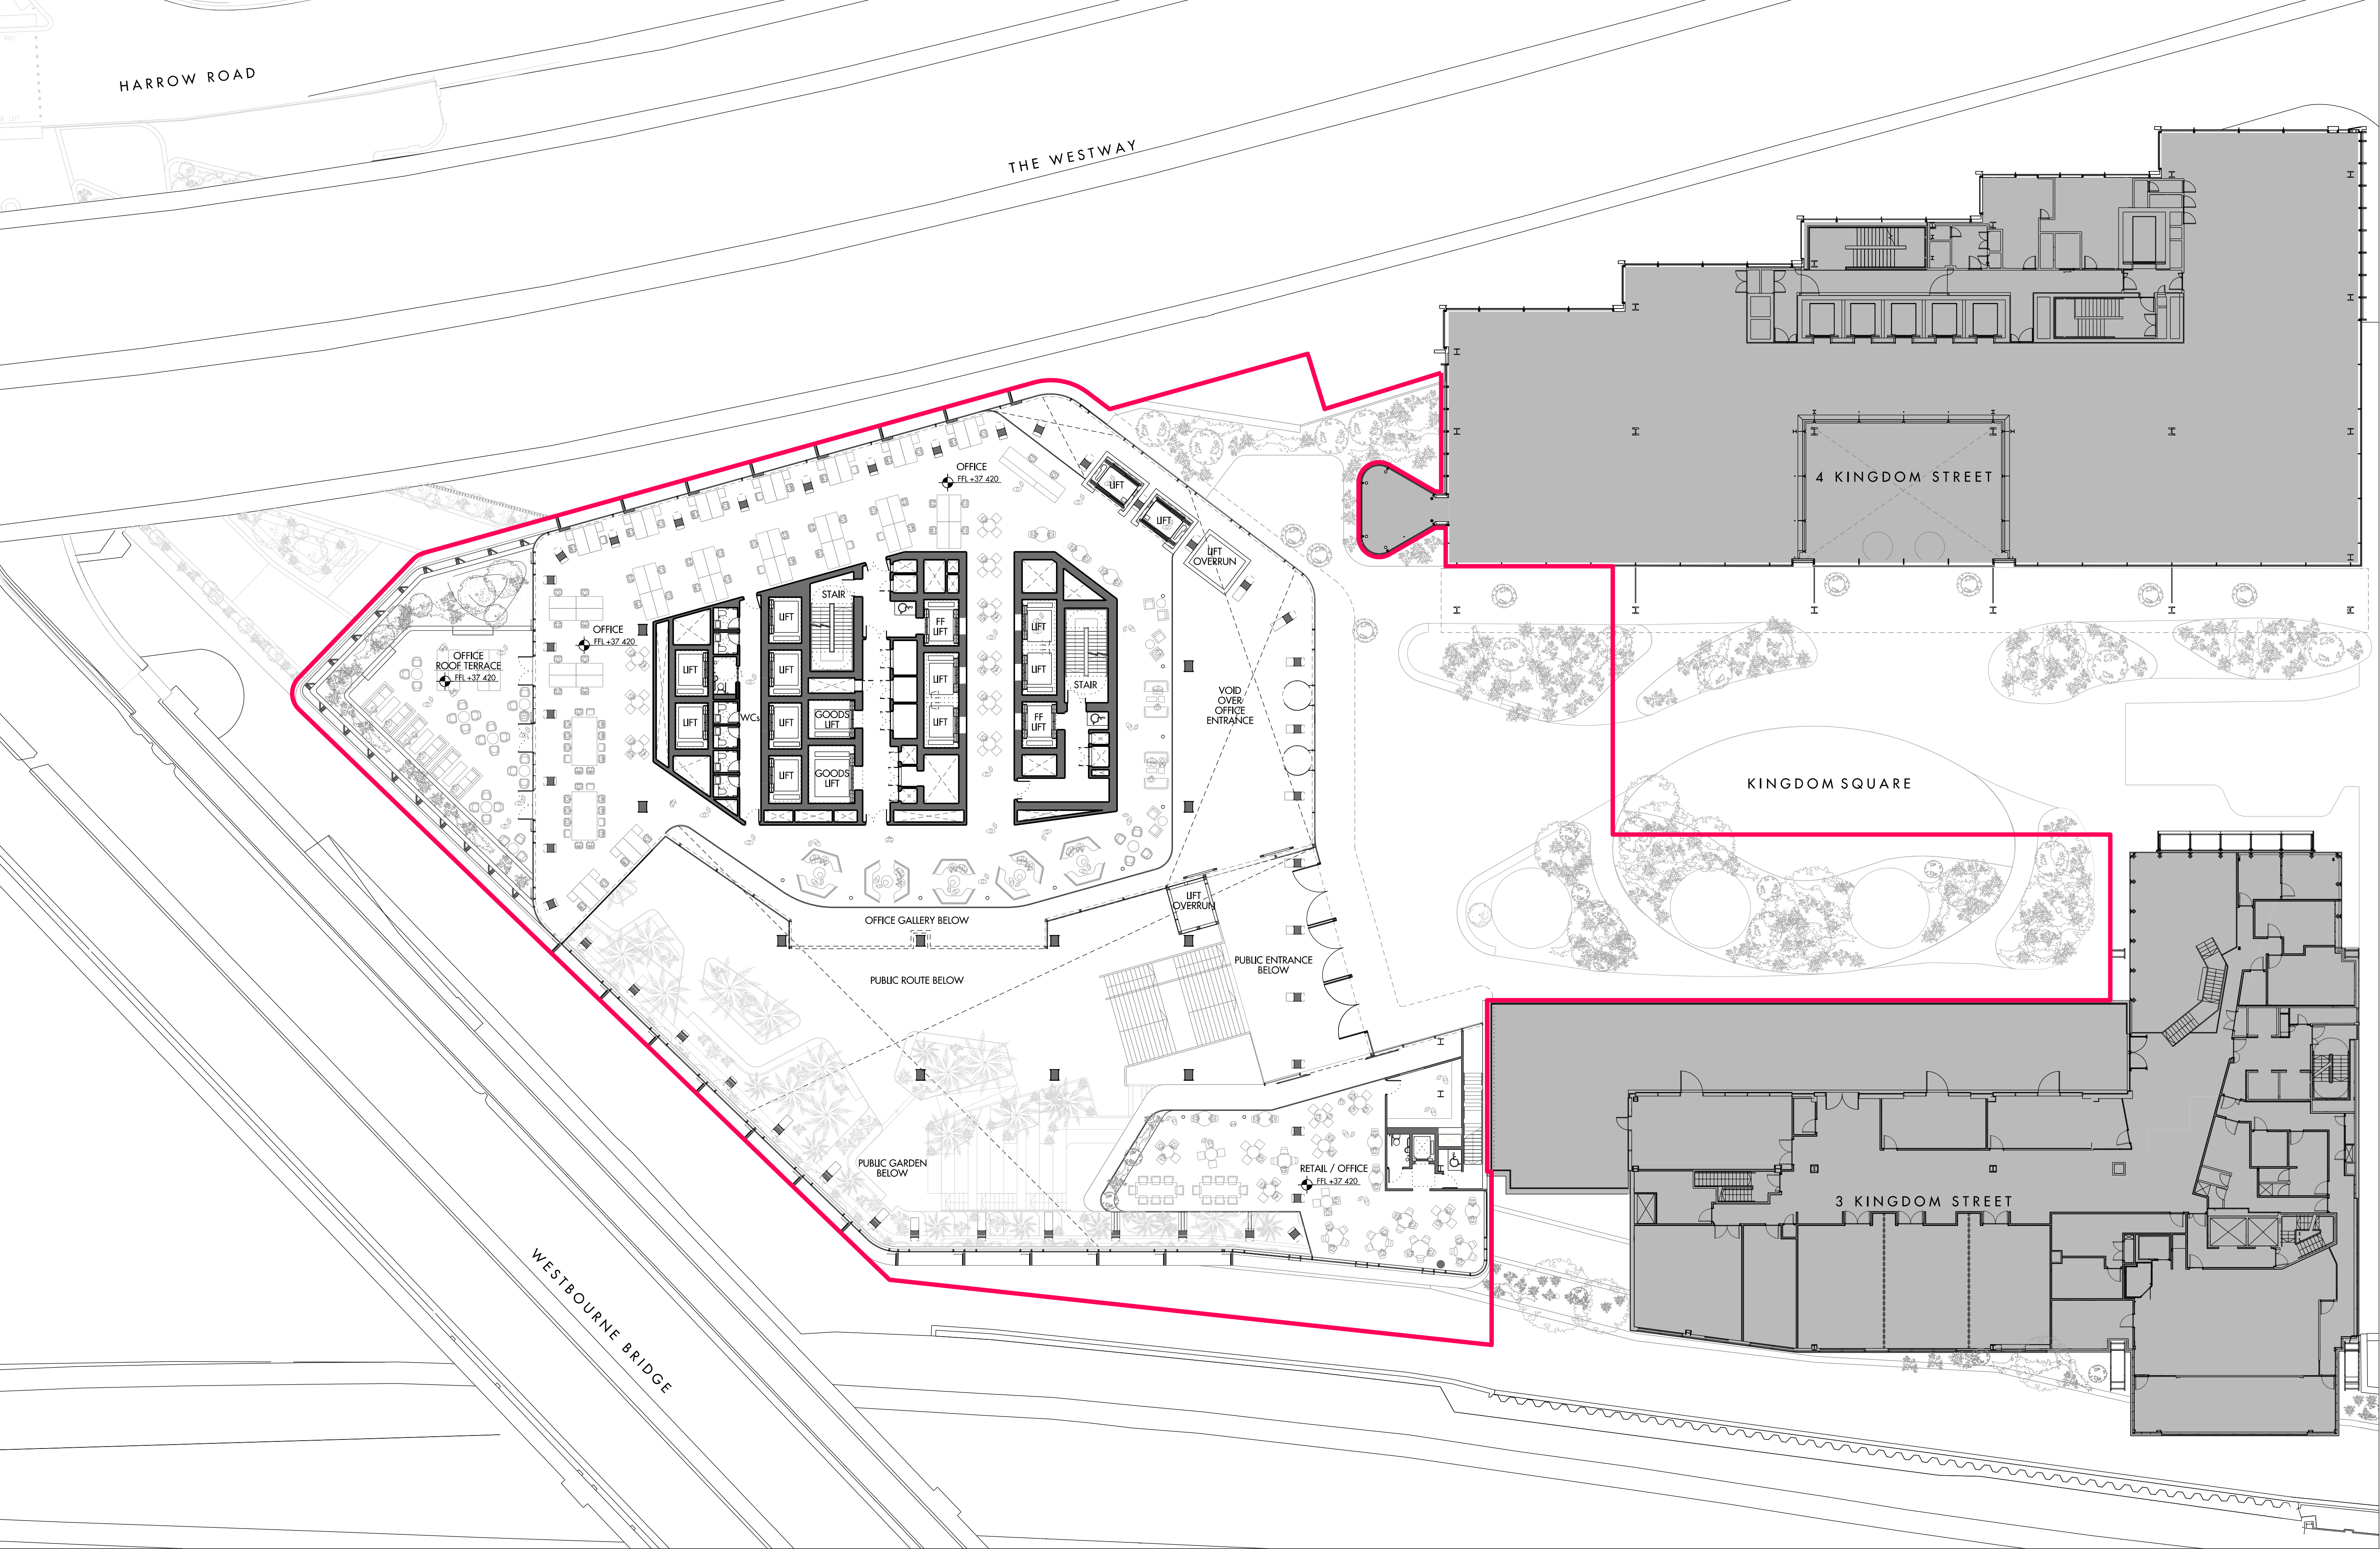 HARROW ROAD
THE WESTWAY
4 KINGDOM STREET
OFFICE
FFL +37 420
LIFT
LIFT
LIFT
OVERRUN
OFFICE
FFL +37 420
OFFICE
ROOF TERRACE
FFL +37 420
STAIR
LIFT
FF
LIFT
LIFT
LIFT
LIFT
LIFT
LIFT
STAIR
LIFT
WCs
LIFT
GOODS
LIFT
LIFT
FF
LIFT
LIFT
GOODS
LIFT
VOID
OVER
OFFICE
ENTRANCE
KINGDOM SQUARE
LIFT
OVERRUN
OFFICE GALLERY BELOW
PUBLIC ROUTE BELOW
PUBLIC ENTRANCE
BELOW
PUBLIC GARDEN
BELOW
RETAIL / OFFICE
FFL +37 420
3 KINGDOM STREET
WESTBOURNE BRIDGE